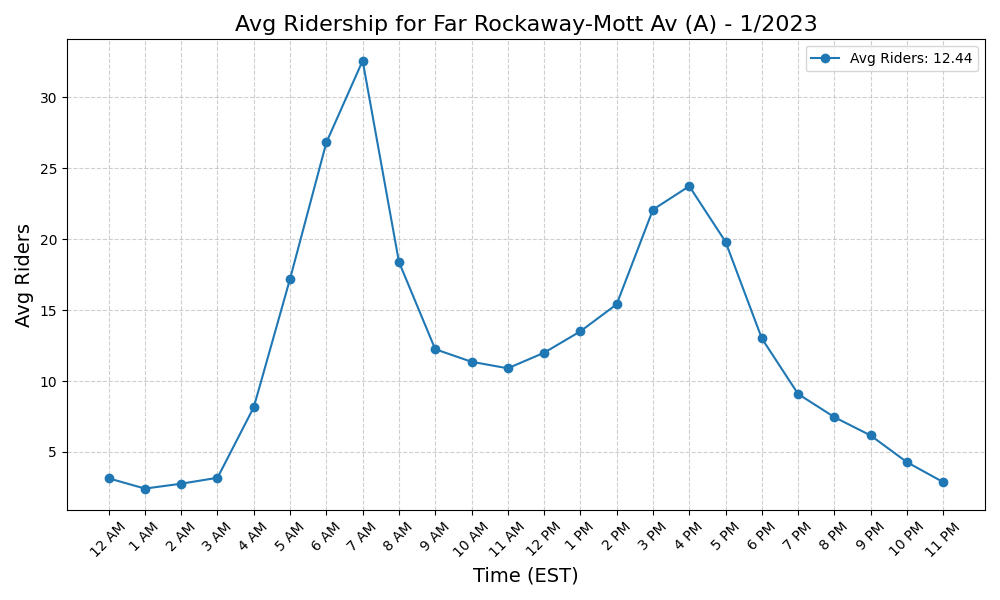 Avg Ridership for Far Rockaway-Mott Av (A) - 1/2023
Avg Riders: 12.44
Avg Riders
30
25
20
15
10
5
12 AM
1 AM
2 AM
3 AM
4 AM
5 AM
6 AM
7 AM
8 AM
9 AM
10 AM
11 AM
12 PM
1 PM
2 PM
3 PM
4 PM
5 PM
6 PM
7 PM
8 PM
9 PM
10 PM
11 PM
Time (EST)